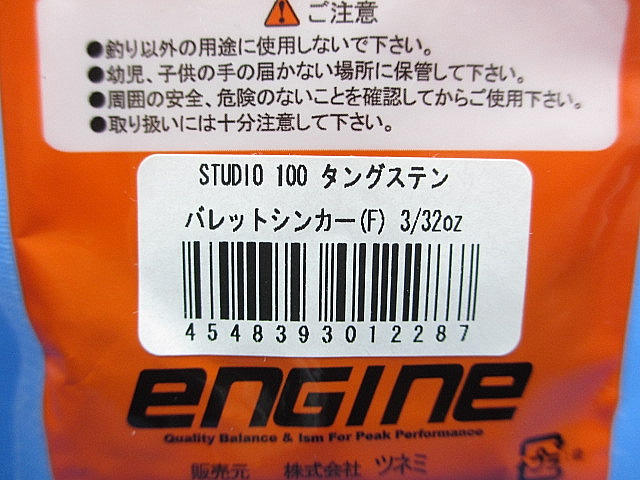 ご注意
●釣り以外の用途に使用しないで下さい。
●幼児、子供の手の届かない場所に保管して下さい。
●周囲の安全、危険のないことを確認してからご使用下さい。
●取り扱いには十分注意して下さい。
STUDIO 100 タングステン
バレットシンカー(F) 3/32oz
4548393012287
engine
Quality Balance & Ism For Peak Performance
販売元 株式会社 ツネミ